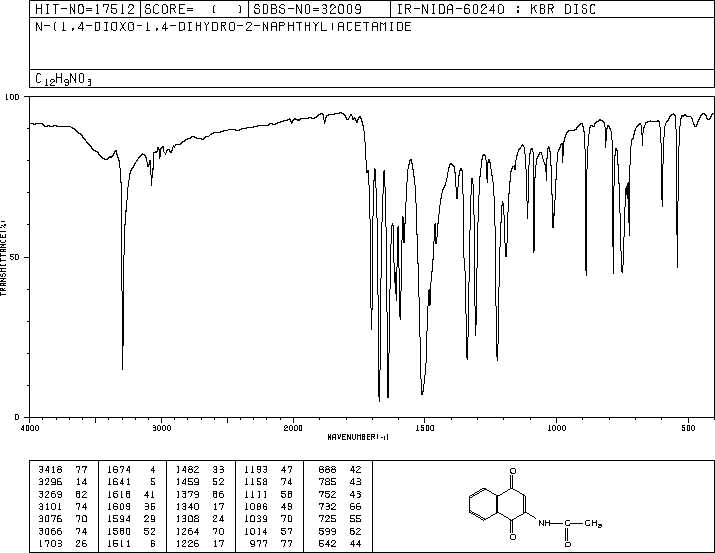 HIT-NO=17512 SCORE= ( ) SDBS-NO=32009 IR-NIDA-60240 : KBR DISC
N-(1,4-DIOXO-1,4-DIHYDRO-2-NAPHTHYL)ACETAMIDE
C12H9NO3
100
50
0
TRANSMITTANCE(%)
4000 3000 2000 1500 1000 500
WAVENUMBER(-1)
3418 77 1674 4 1482 33 1193 47 888 42
3296 14 1641 5 1459 52 1158 74 785 43
3269 62 1618 41 1379 66 1111 58 752 43
3101 74 1609 36 1340 17 1086 49 732 66
3076 70 1594 29 1308 24 1039 70 725 55
3066 74 1580 52 1264 70 1014 57 599 62
1703 26 1511 6 1226 17 977 77 542 44
O
O
NH
C
O
CH3